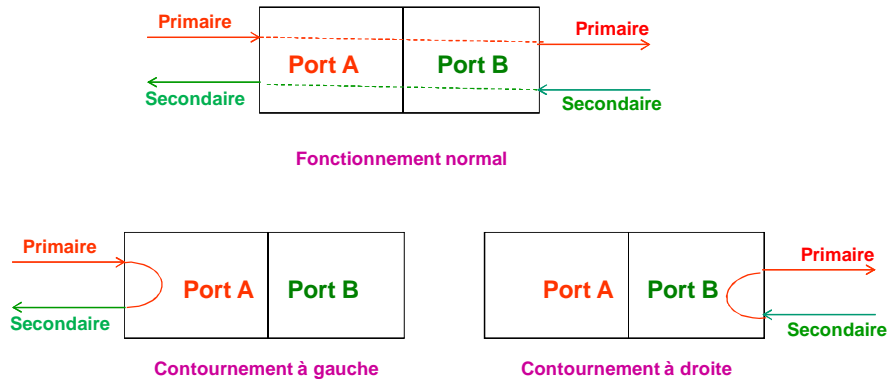 Primaire
Primaire
Port A
Port B
Secondaire
Secondaire
Fonctionnement normal
Primaire
Port A
Port B
Secondaire
Contournement à gauche
Primaire
Port A
Port B
Secondaire
Contournement à droite